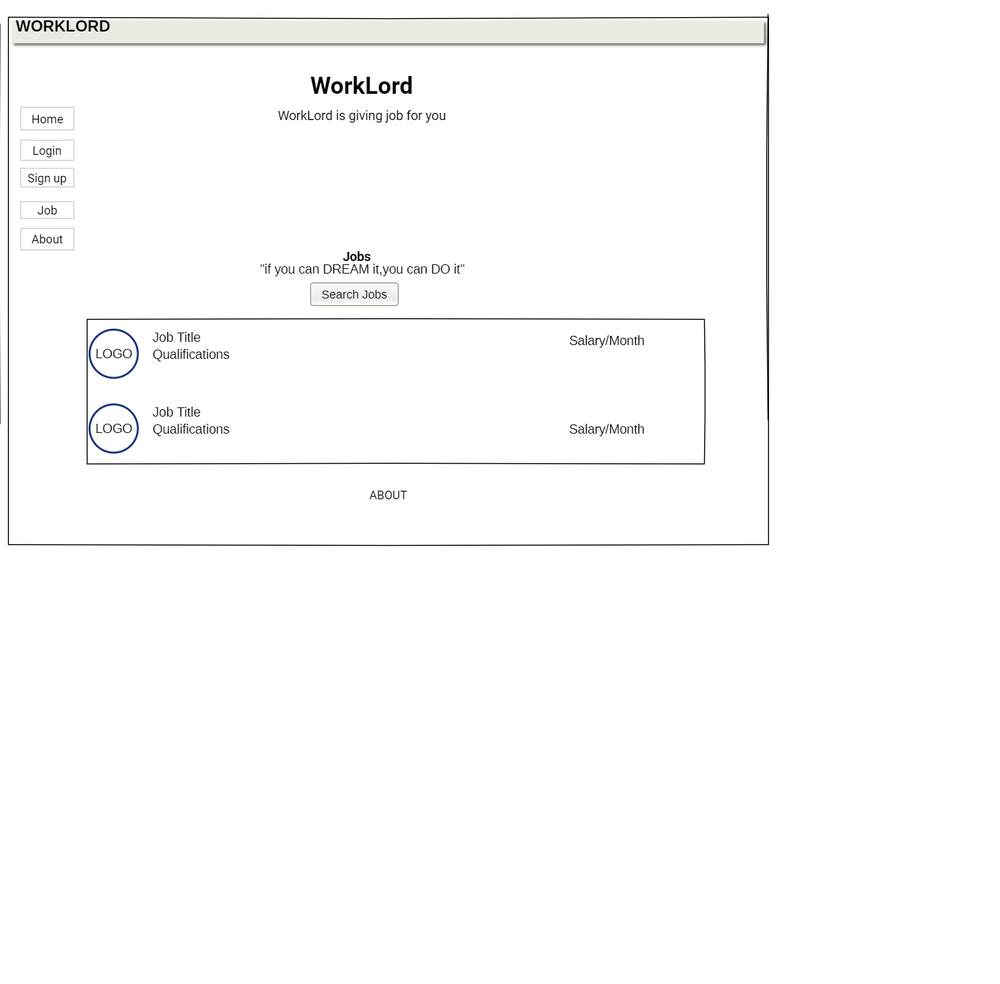 WORKLORD
WorkLord
WorkLord is giving job for you
Home
Login
Sign up
Job
About
Jobs
"if you can DREAM it,you can DO it"
Search Jobs
LOGO
Job Title
Qualifications
Salary/Month
LOGO
Job Title
Qualifications
Salary/Month
ABOUT